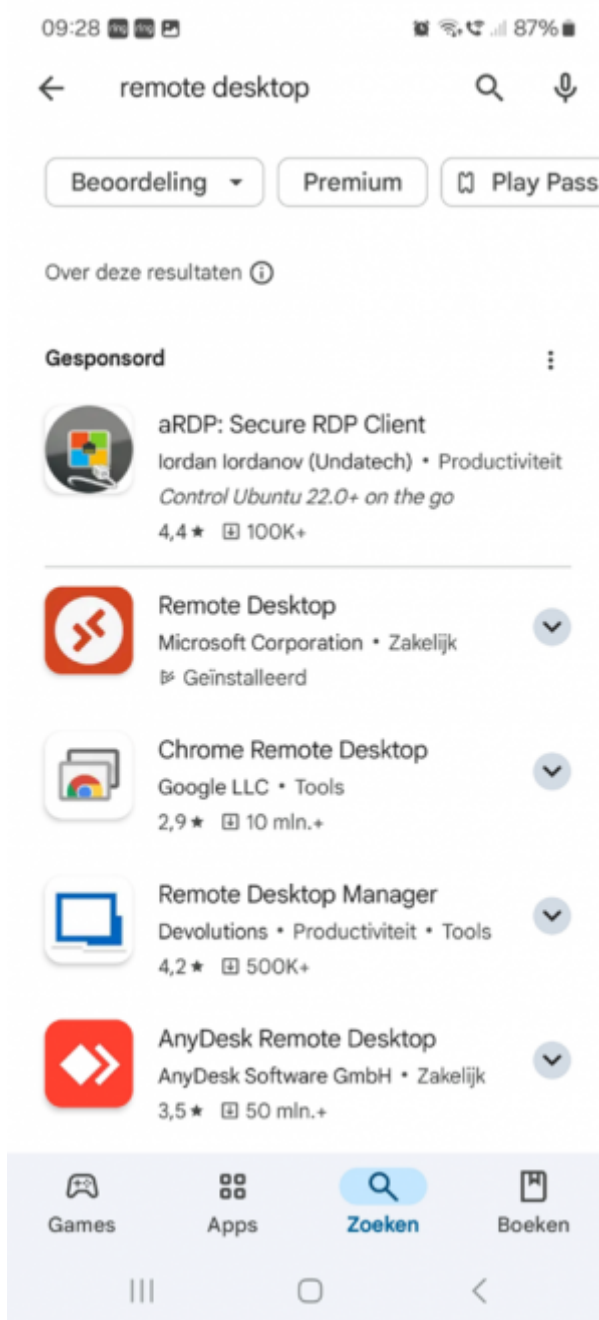 09:28
87%
remote desktop
Beoordeling
Premium
Play Pass
Over deze resultaten
Gesponsord
aRDP: Secure RDP Client
Iordan Iordanov (Undatech) • Productiviteit
Control Ubuntu 22.0+ on the go
4,4★ 100K+
Remote Desktop
Microsoft Corporation • Zakelijk
Geïnstalleerd
Chrome Remote Desktop
Google LLC • Tools
2,9★ 10 mln.+
Remote Desktop Manager
Devolutions • Productiviteit • Tools
4,2★ 500K+
AnyDesk Remote Desktop
AnyDesk Software GmbH • Zakelijk
3,5★ 50 mln.+
Games
Apps
Zoeken
Boeken